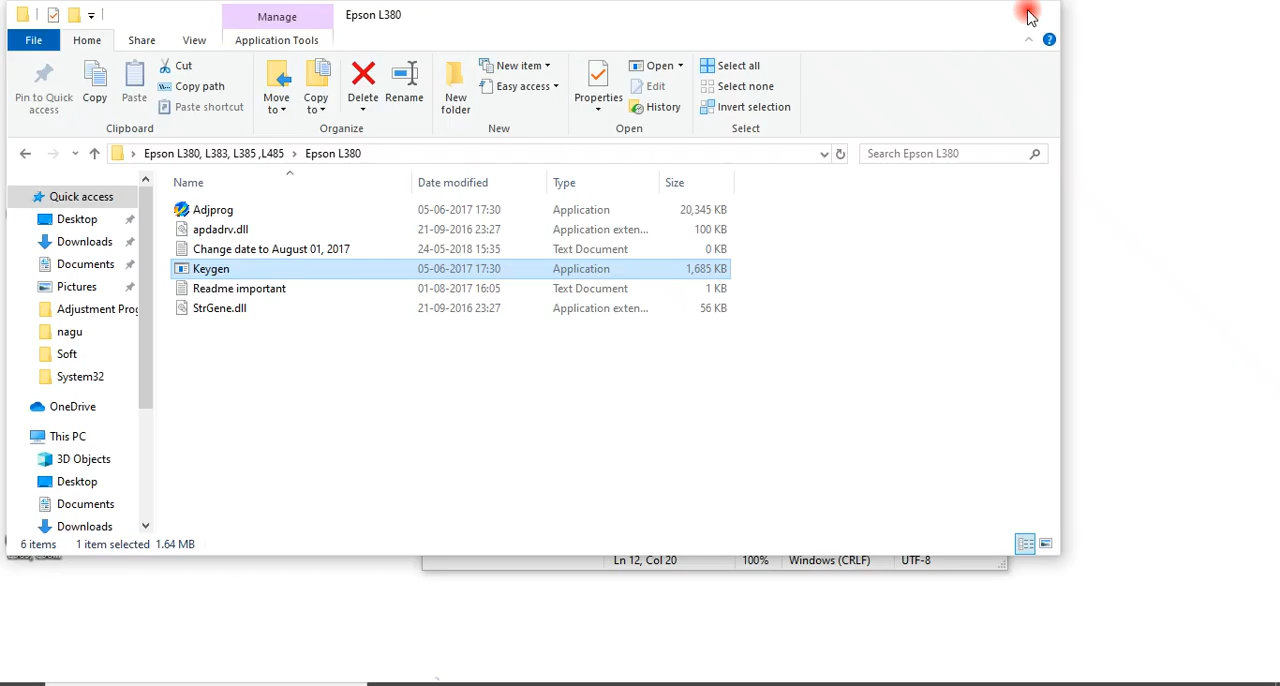 Manage Epson L380
File Home Share View Application Tools
Pin to Quick access
Copy
Paste
Cut
Copy path
Paste shortcut
Clipboard
Move to
Copy to
Delete
Rename
Organize
New folder
New item
Easy access
New
Properties
Open
Edit
History
Open
Select all
Select none
Invert selection
Select
Epson L380, L383, L385 ,L485 > Epson L380
Search Epson L380
Name Date modified Type Size
Adjprog 05-06-2017 17:30 Application 20,345 KB
apdadrv.dll 21-09-2016 23:27 Application exten... 100 KB
Change date to August 01, 2017 24-05-2018 15:35 Text Document 0 KB
Keygen 05-06-2017 17:30 Application 1,685 KB
Readme important 01-08-2017 16:05 Text Document 1 KB
StrGene.dll 21-09-2016 23:27 Application exten... 56 KB
Quick access
Desktop
Downloads
Documents
Pictures
Adjustment Prog
nagu
Soft
System32
OneDrive
This PC
3D Objects
Desktop
Documents
Downloads
6 items 1 item selected 1.64 MB
Ln 12, Col 20 100% Windows (CRLF) UTF-8